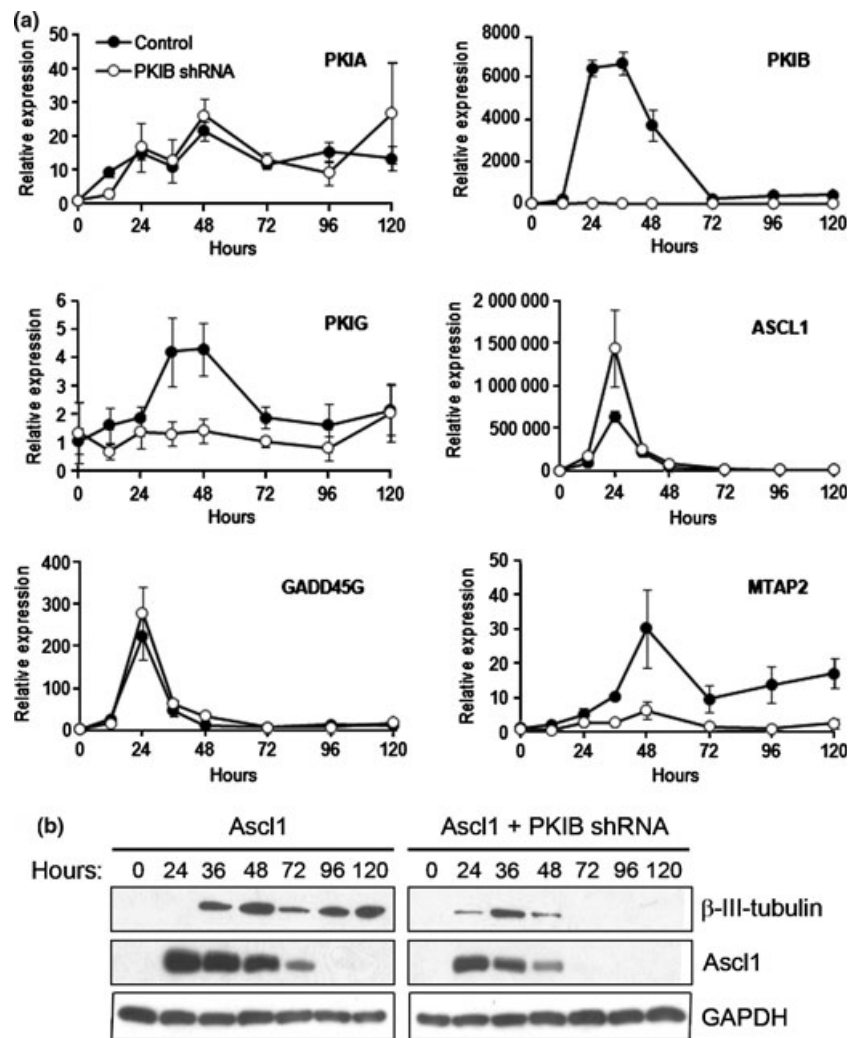 (a)
Control
PKIB shRNA
PKIA
Relative expression
50
40
30
20
10
0
0 24 48 72 96 120
Hours
PKIB
Relative expression
8000
6000
4000
2000
0
0 24 48 72 96 120
Hours
PKIG
Relative expression
6
5
4
3
2
1
0
0 24 48 72 96 120
Hours
ASCL1
Relative expression
2 000 000
1 500 000
1 000 000
500 000
0
0 24 48 72 96 120
Hours
GADD45G
Relative expression
400
300
200
100
0
0 24 48 72 96 120
Hours
MTAP2
Relative expression
50
40
30
20
10
0
0 24 48 72 96 120
Hours
(b)
Ascl1 Ascl1 + PKIB shRNA
Hours: 0 24 36 48 72 96 120 0 24 36 48 72 96 120
β-III-tubulin
Ascl1
GAPDH